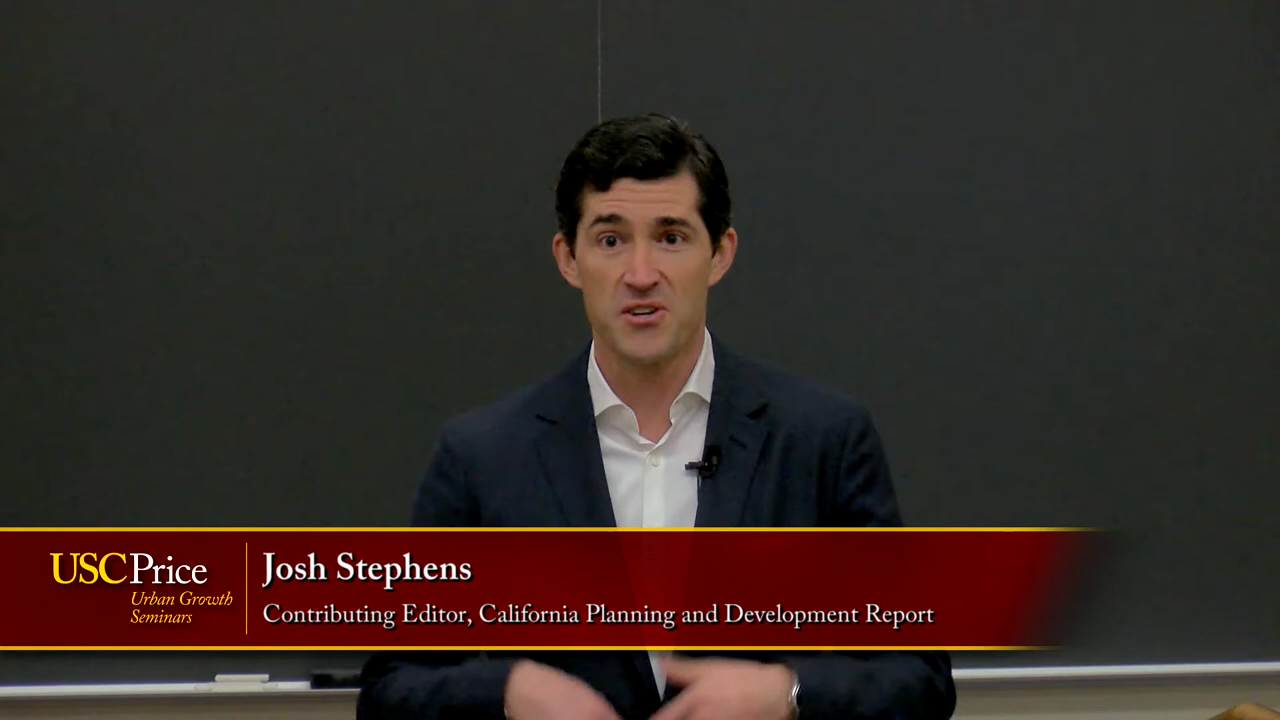 USC Price
Urban Growth
Seminars
Josh Stephens
Contributing Editor, California Planning and Development Report